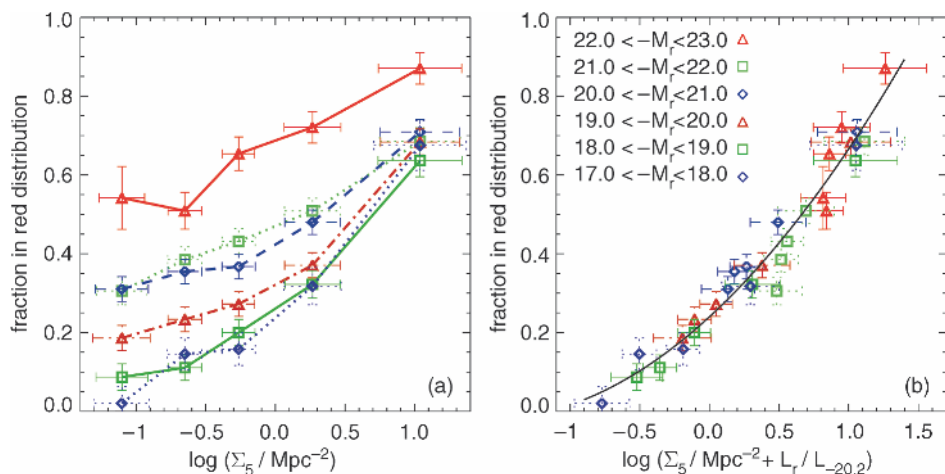 fraction in red distribution
1.0
0.8
0.6
0.4
0.2
0.0
−1 −0.5 0.0 0.5 1.0
log (Σ₅ / Mpc⁻²)
(a)
fraction in red distribution
1.0
0.8
0.6
0.4
0.2
0.0
22.0 <−Mᵣ<23.0
21.0 <−Mᵣ<22.0
20.0 <−Mᵣ<21.0
19.0 <−Mᵣ<20.0
18.0 <−Mᵣ<19.0
17.0 <−Mᵣ<18.0
(b)
−1 −0.5 0.0 0.5 1.0 1.5
log (Σ₅ / Mpc⁻² + Lᵣ / L₋₂₀.₂)